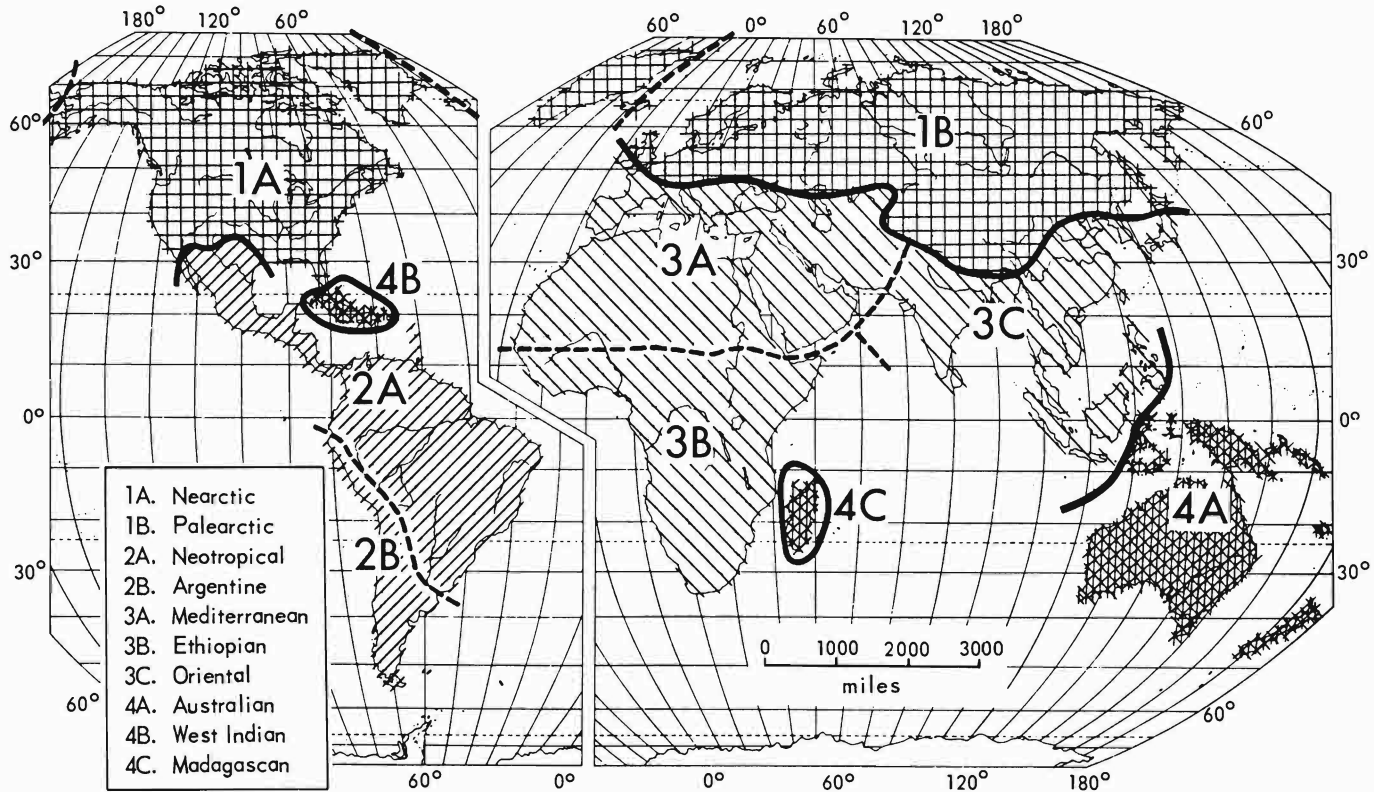 180° 120° 60° 60° 0° 60° 120° 180°
60° 60°
1B
1A
30° 4B 3A 30°
3C
2A
0° 0°
3B
4C 4A
2B
30° 30°
1A. Nearctic
1B. Palearctic
2A. Neotropical
2B. Argentine
3A. Mediterranean
3B. Ethiopian
3C. Oriental
4A. Australian
4B. West Indian
4C. Madagascan
0 1000 2000 3000
miles
60° 60°
60° 0° 0° 60° 120° 180°